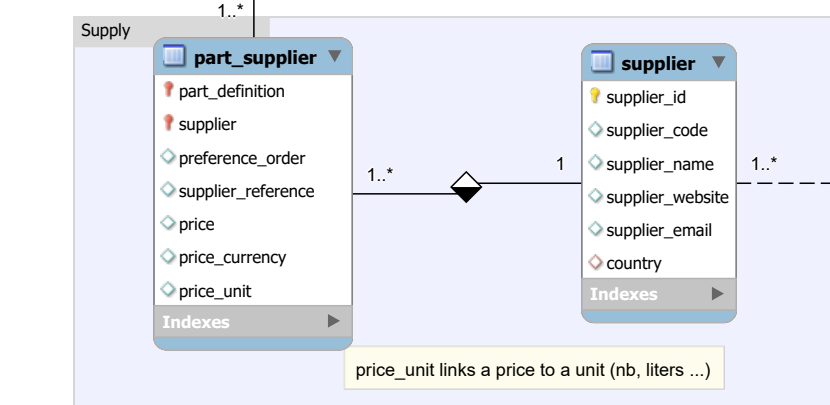 1..*
Supply
part_supplier
part_definition
supplier
preference_order
supplier_reference
price
price_currency
price_unit
Indexes
1..*
1
supplier
supplier_id
supplier_code
supplier_name
supplier_website
supplier_email
country
Indexes
1..*
price_unit links a price to a unit (nb, liters ...)